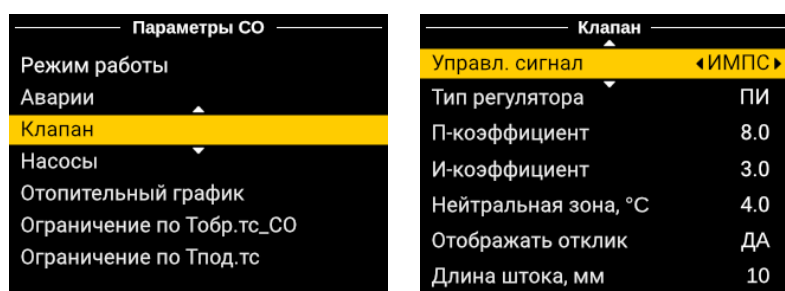 Параметры СО
Режим работы
Аварии
Клапан
Насосы
Отопительный график
Ограничение по Тобр.тс_СО
Ограничение по Тпод.тс
Клапан
Управл. сигнал ИМПС
Тип регулятора ПИ
П-коэффициент 8.0
И-коэффициент 3.0
Нейтральная зона, °С 4.0
Отображать отклик ДА
Длина штока, мм 10